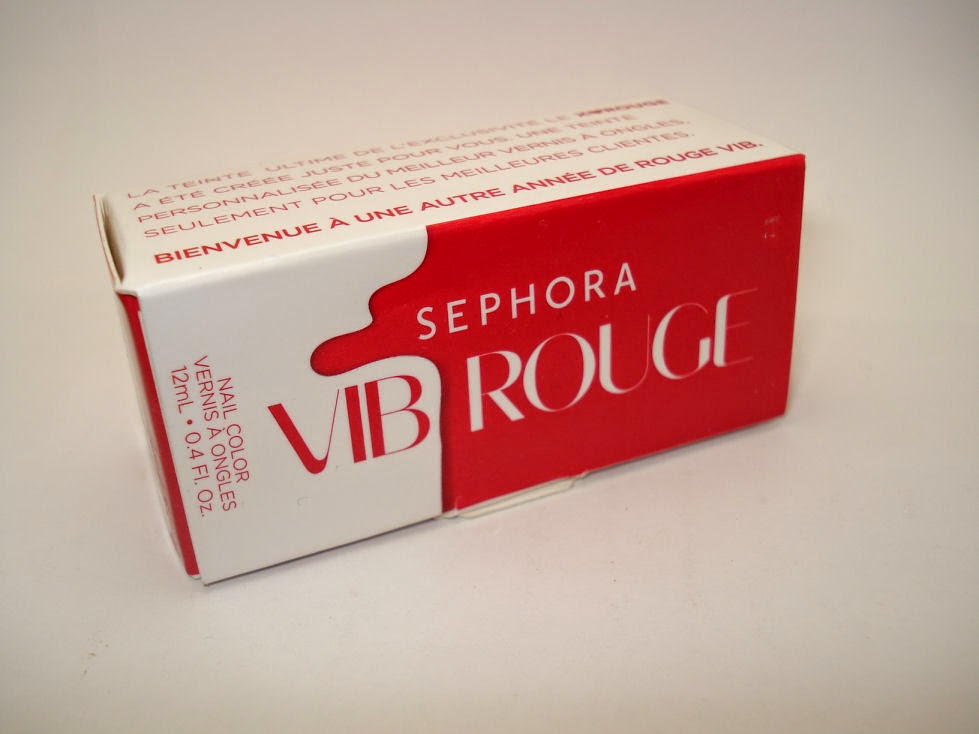 LA TEINTE ULTIME DE L'EXCLUSIVITÉ LE ROUGE
A ÉTÉ CRÉÉE JUSTE POUR VOUS. UNE TEINTE
PERSONNALISÉE DU MEILLEUR VERNIS À ONGLES,
SEULEMENT POUR LES MEILLEURES CLIENTES.
BIENVENUE À UNE AUTRE ANNÉE DE ROUGE VIB.
SEPHORA
VIB ROUGE
NAIL COLOR
VERNIS À ONGLES
12mL • 0.4 Fl. Oz.